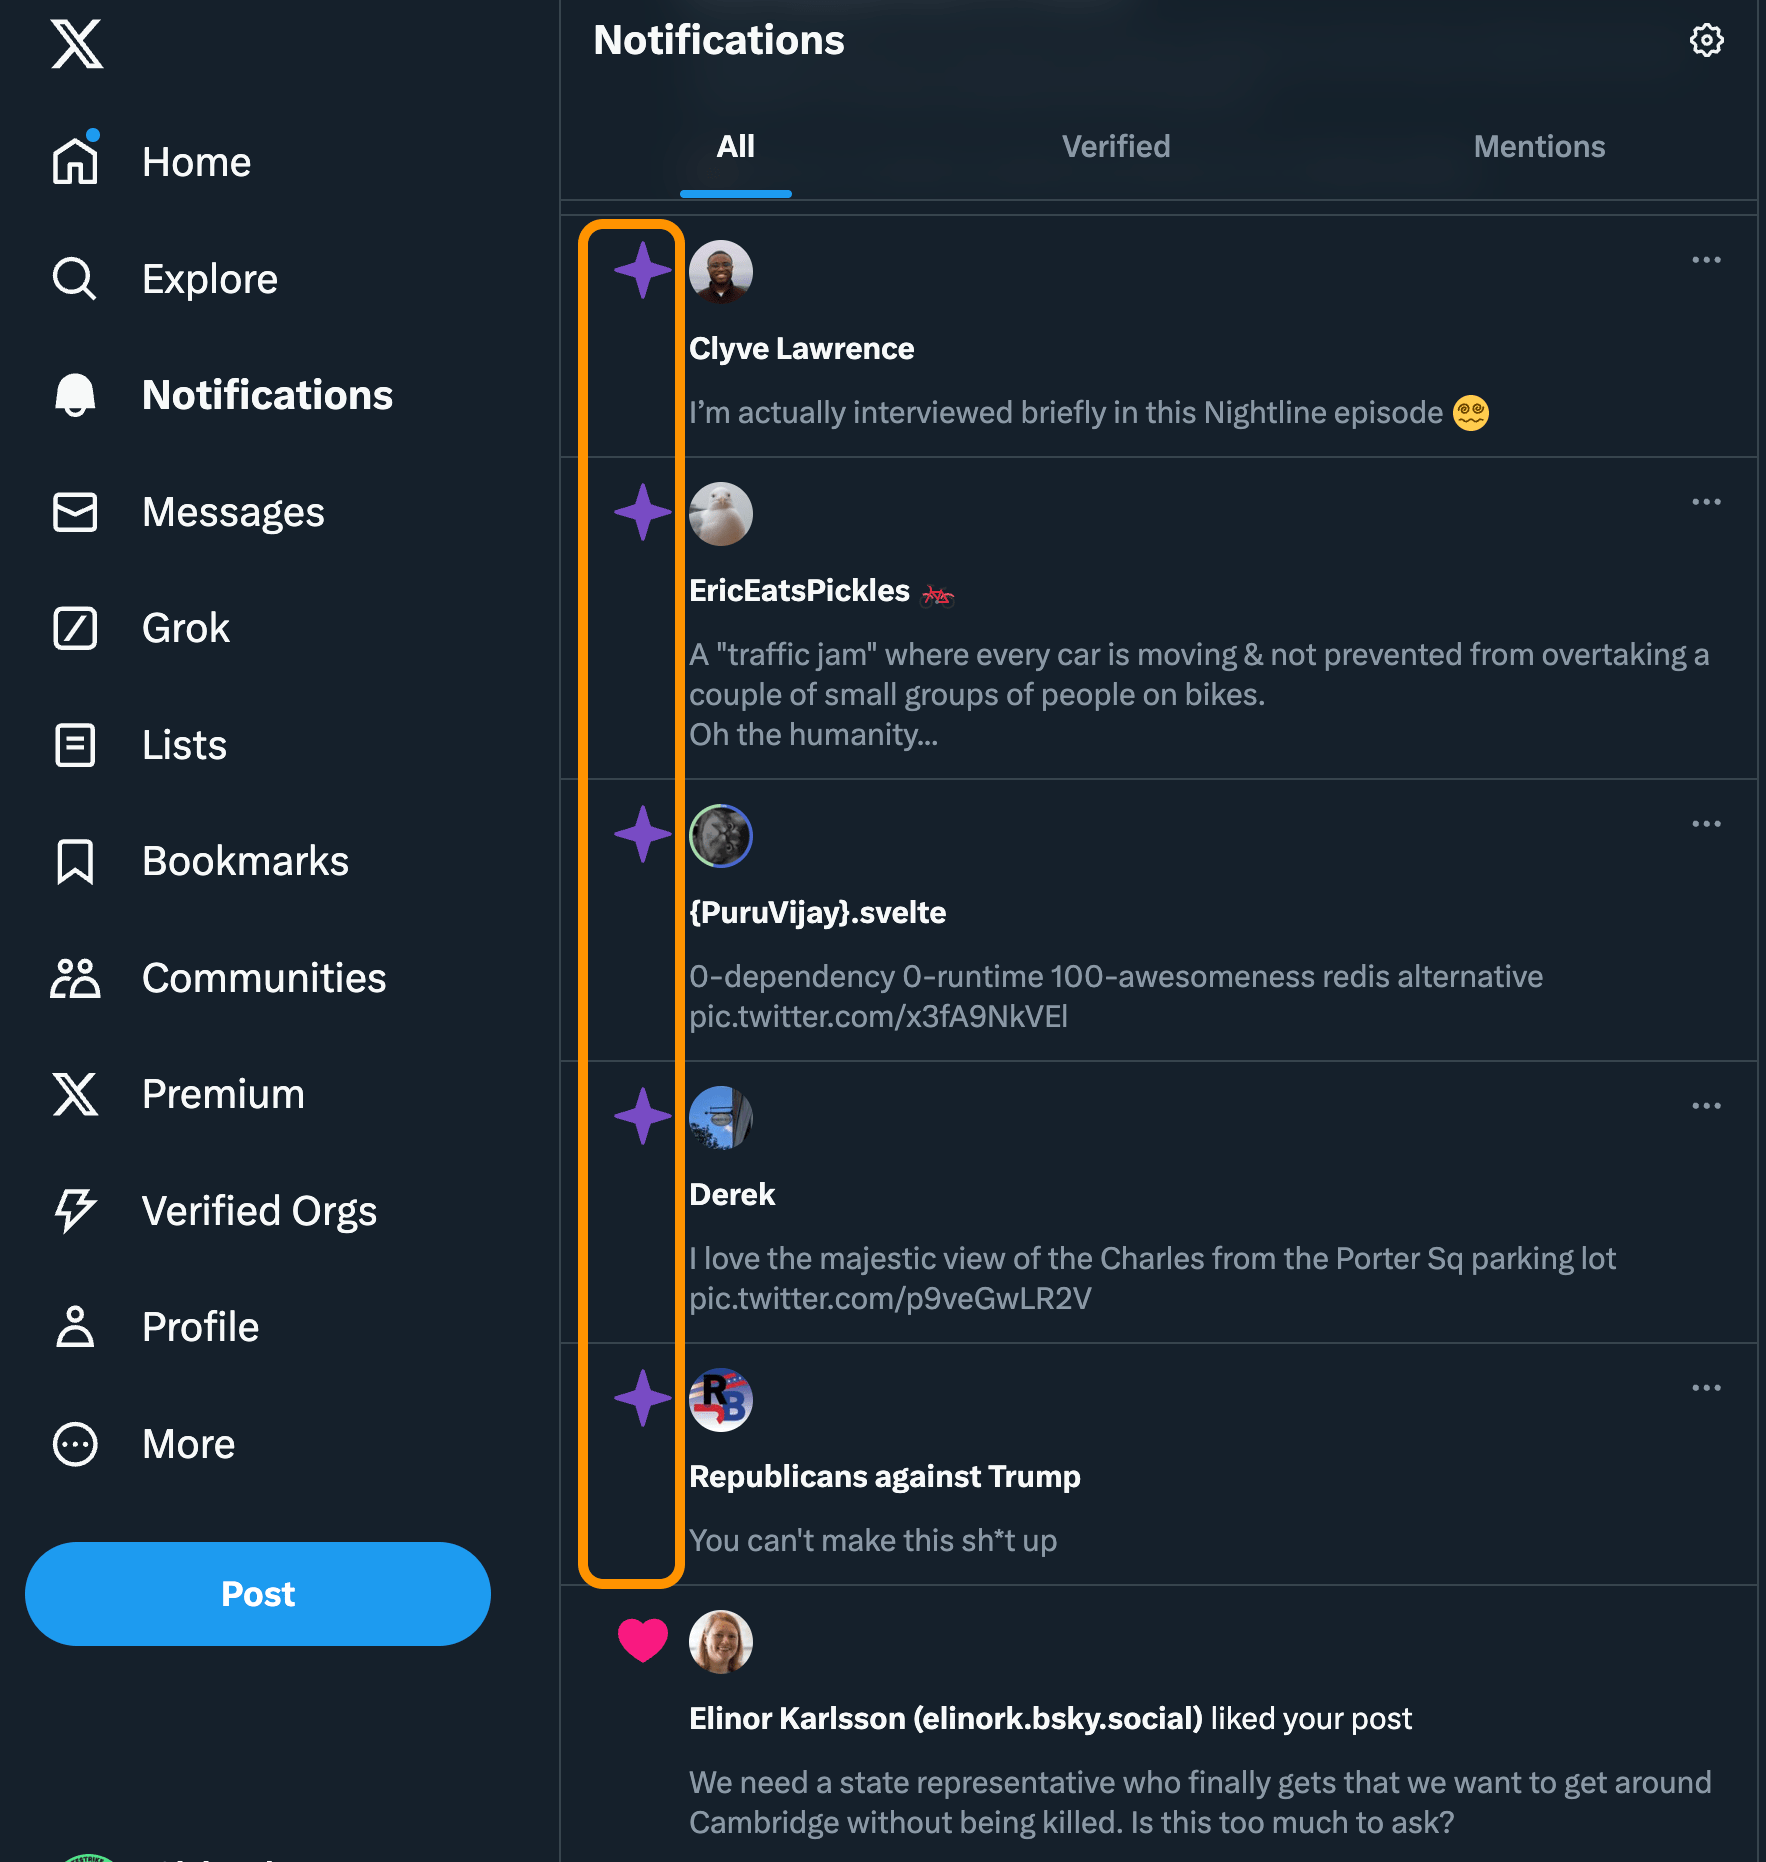 Home
Explore
Notifications
Messages
Grok
Lists
Bookmarks
Communities
Premium
Verified Orgs
Profile
More
Post
Notifications
All
Verified
Mentions
Clyve Lawrence
I’m actually interviewed briefly in this Nightline episode 😵‍💫
EricEatsPickles 🚲
A "traffic jam" where every car is moving & not prevented from overtaking a
couple of small groups of people on bikes.
Oh the humanity...
{PuruVijay}.svelte
0-dependency 0-runtime 100-awesomeness redis alternative
pic.twitter.com/x3fA9NkVEl
Derek
I love the majestic view of the Charles from the Porter Sq parking lot
pic.twitter.com/p9veGwLR2V
RB
Republicans against Trump
You can't make this sh*t up
Elinor Karlsson (elinork.bsky.social) liked your post
We need a state representative who finally gets that we want to get around
Cambridge without being killed. Is this too much to ask?